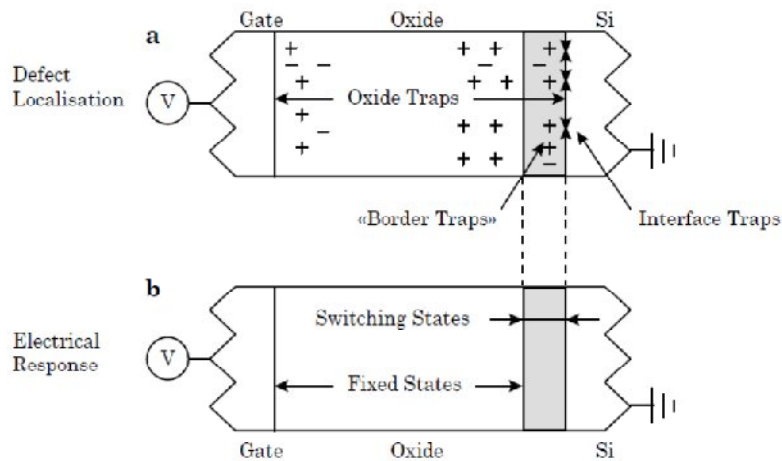 Gate Oxide Si
a
Defect
Localisation
V
Oxide Traps
«Border Traps»
Interface Traps
b
Electrical
Response
V
Switching States
Fixed States
Gate Oxide Si